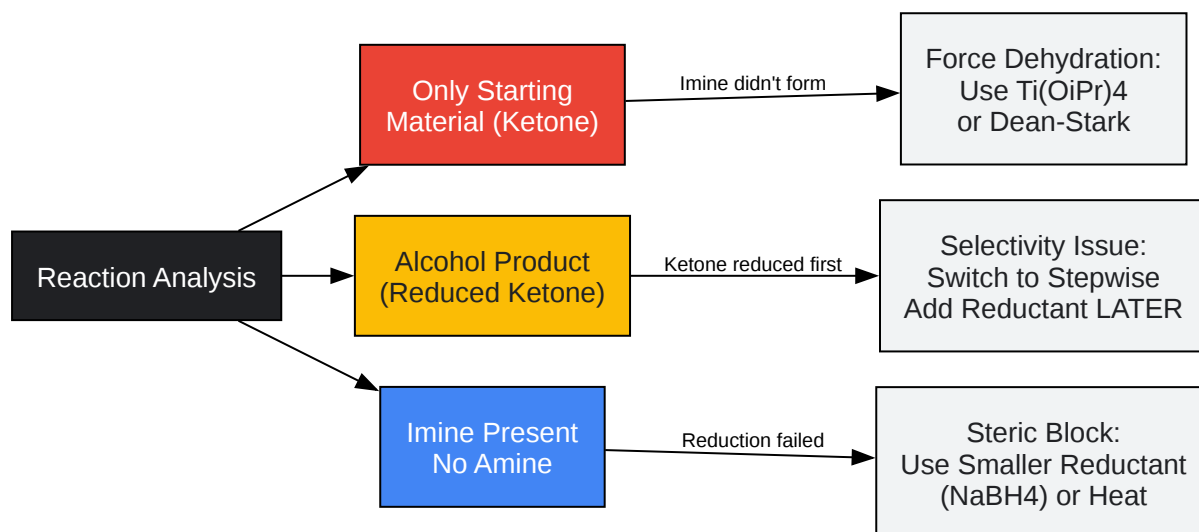 Reaction Analysis
Only Starting
Material (Ketone)
Imine didn't form
Force Dehydration:
Use Ti(OiPr)4
or Dean-Stark
Alcohol Product
(Reduced Ketone)
Ketone reduced first
Selectivity Issue:
Switch to Stepwise
Add Reductant LATER
Imine Present
No Amine
Reduction failed
Steric Block:
Use Smaller Reductant
(NaBH4) or Heat